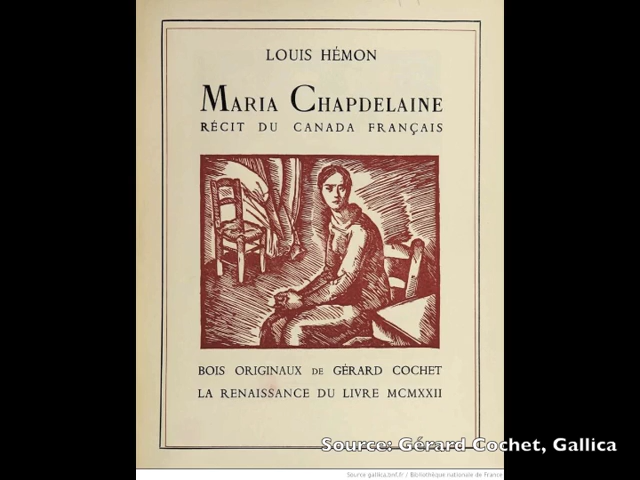 LOUIS HÉMON
MARIA CHAPDELAINE
RÉCIT DU CANADA FRANÇAIS
BOIS ORIGINAUX DE GÉRARD COCHET
LA RENAISSANCE DU LIVRE MCMXXII
Source: Gérard Cochet, Gallica
Source gallica.bnf.fr / Bibliothèque nationale de France